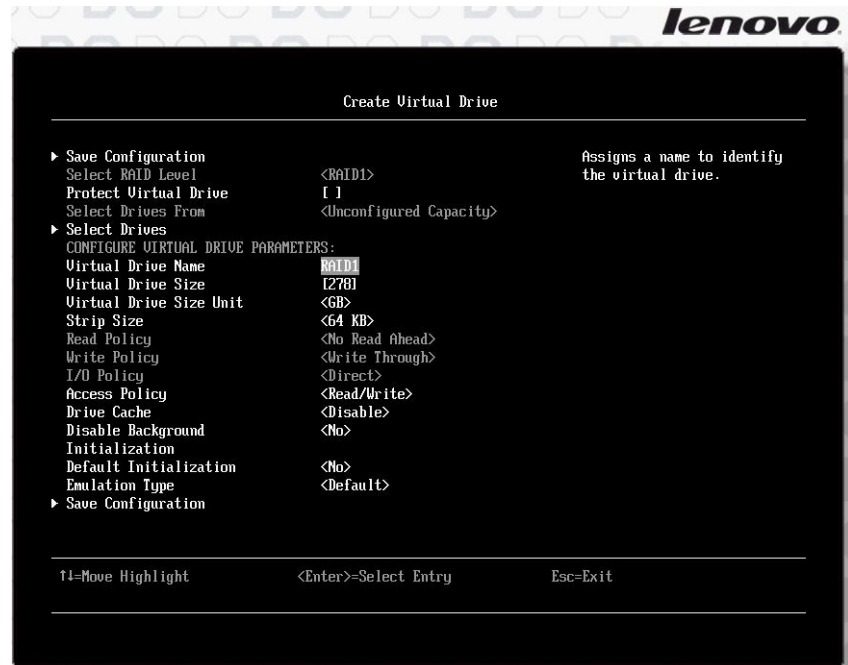 lenovo
Create Virtual Drive
Save Configuration
Select RAID Level <RAID1>
Protect Virtual Drive [ ]
Select Drives From <Unconfigured Capacity>
Select Drives
CONFIGURE VIRTUAL DRIVE PARAMETERS:
Virtual Drive Name RAID1
Virtual Drive Size [278]
Virtual Drive Size Unit <GB>
Strip Size <64 KB>
Read Policy <No Read Ahead>
Write Policy <Write Through>
I/O Policy <Direct>
Access Policy <Read/Write>
Drive Cache <Disable>
Disable Background <No>
Initialization
Default Initialization <No>
Emulation Type <Default>
Save Configuration
Assigns a name to identify
the virtual drive.
↑↓=Move Highlight <Enter>=Select Entry Esc=Exit